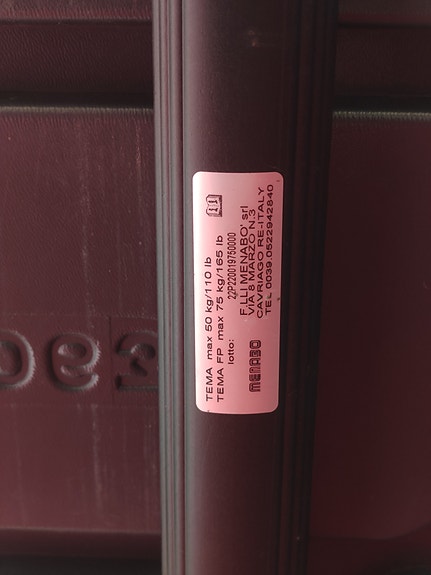 TEMA max 50 kg/110 lb
TEMA FP max 75 kg/165 lb
lotto: 22P220019750000
MENABO
F.LLI MENABO' srl
VIA 8 MARZO N.3
CAVRIAGO RE-ITALY
TEL 0039.0522942840